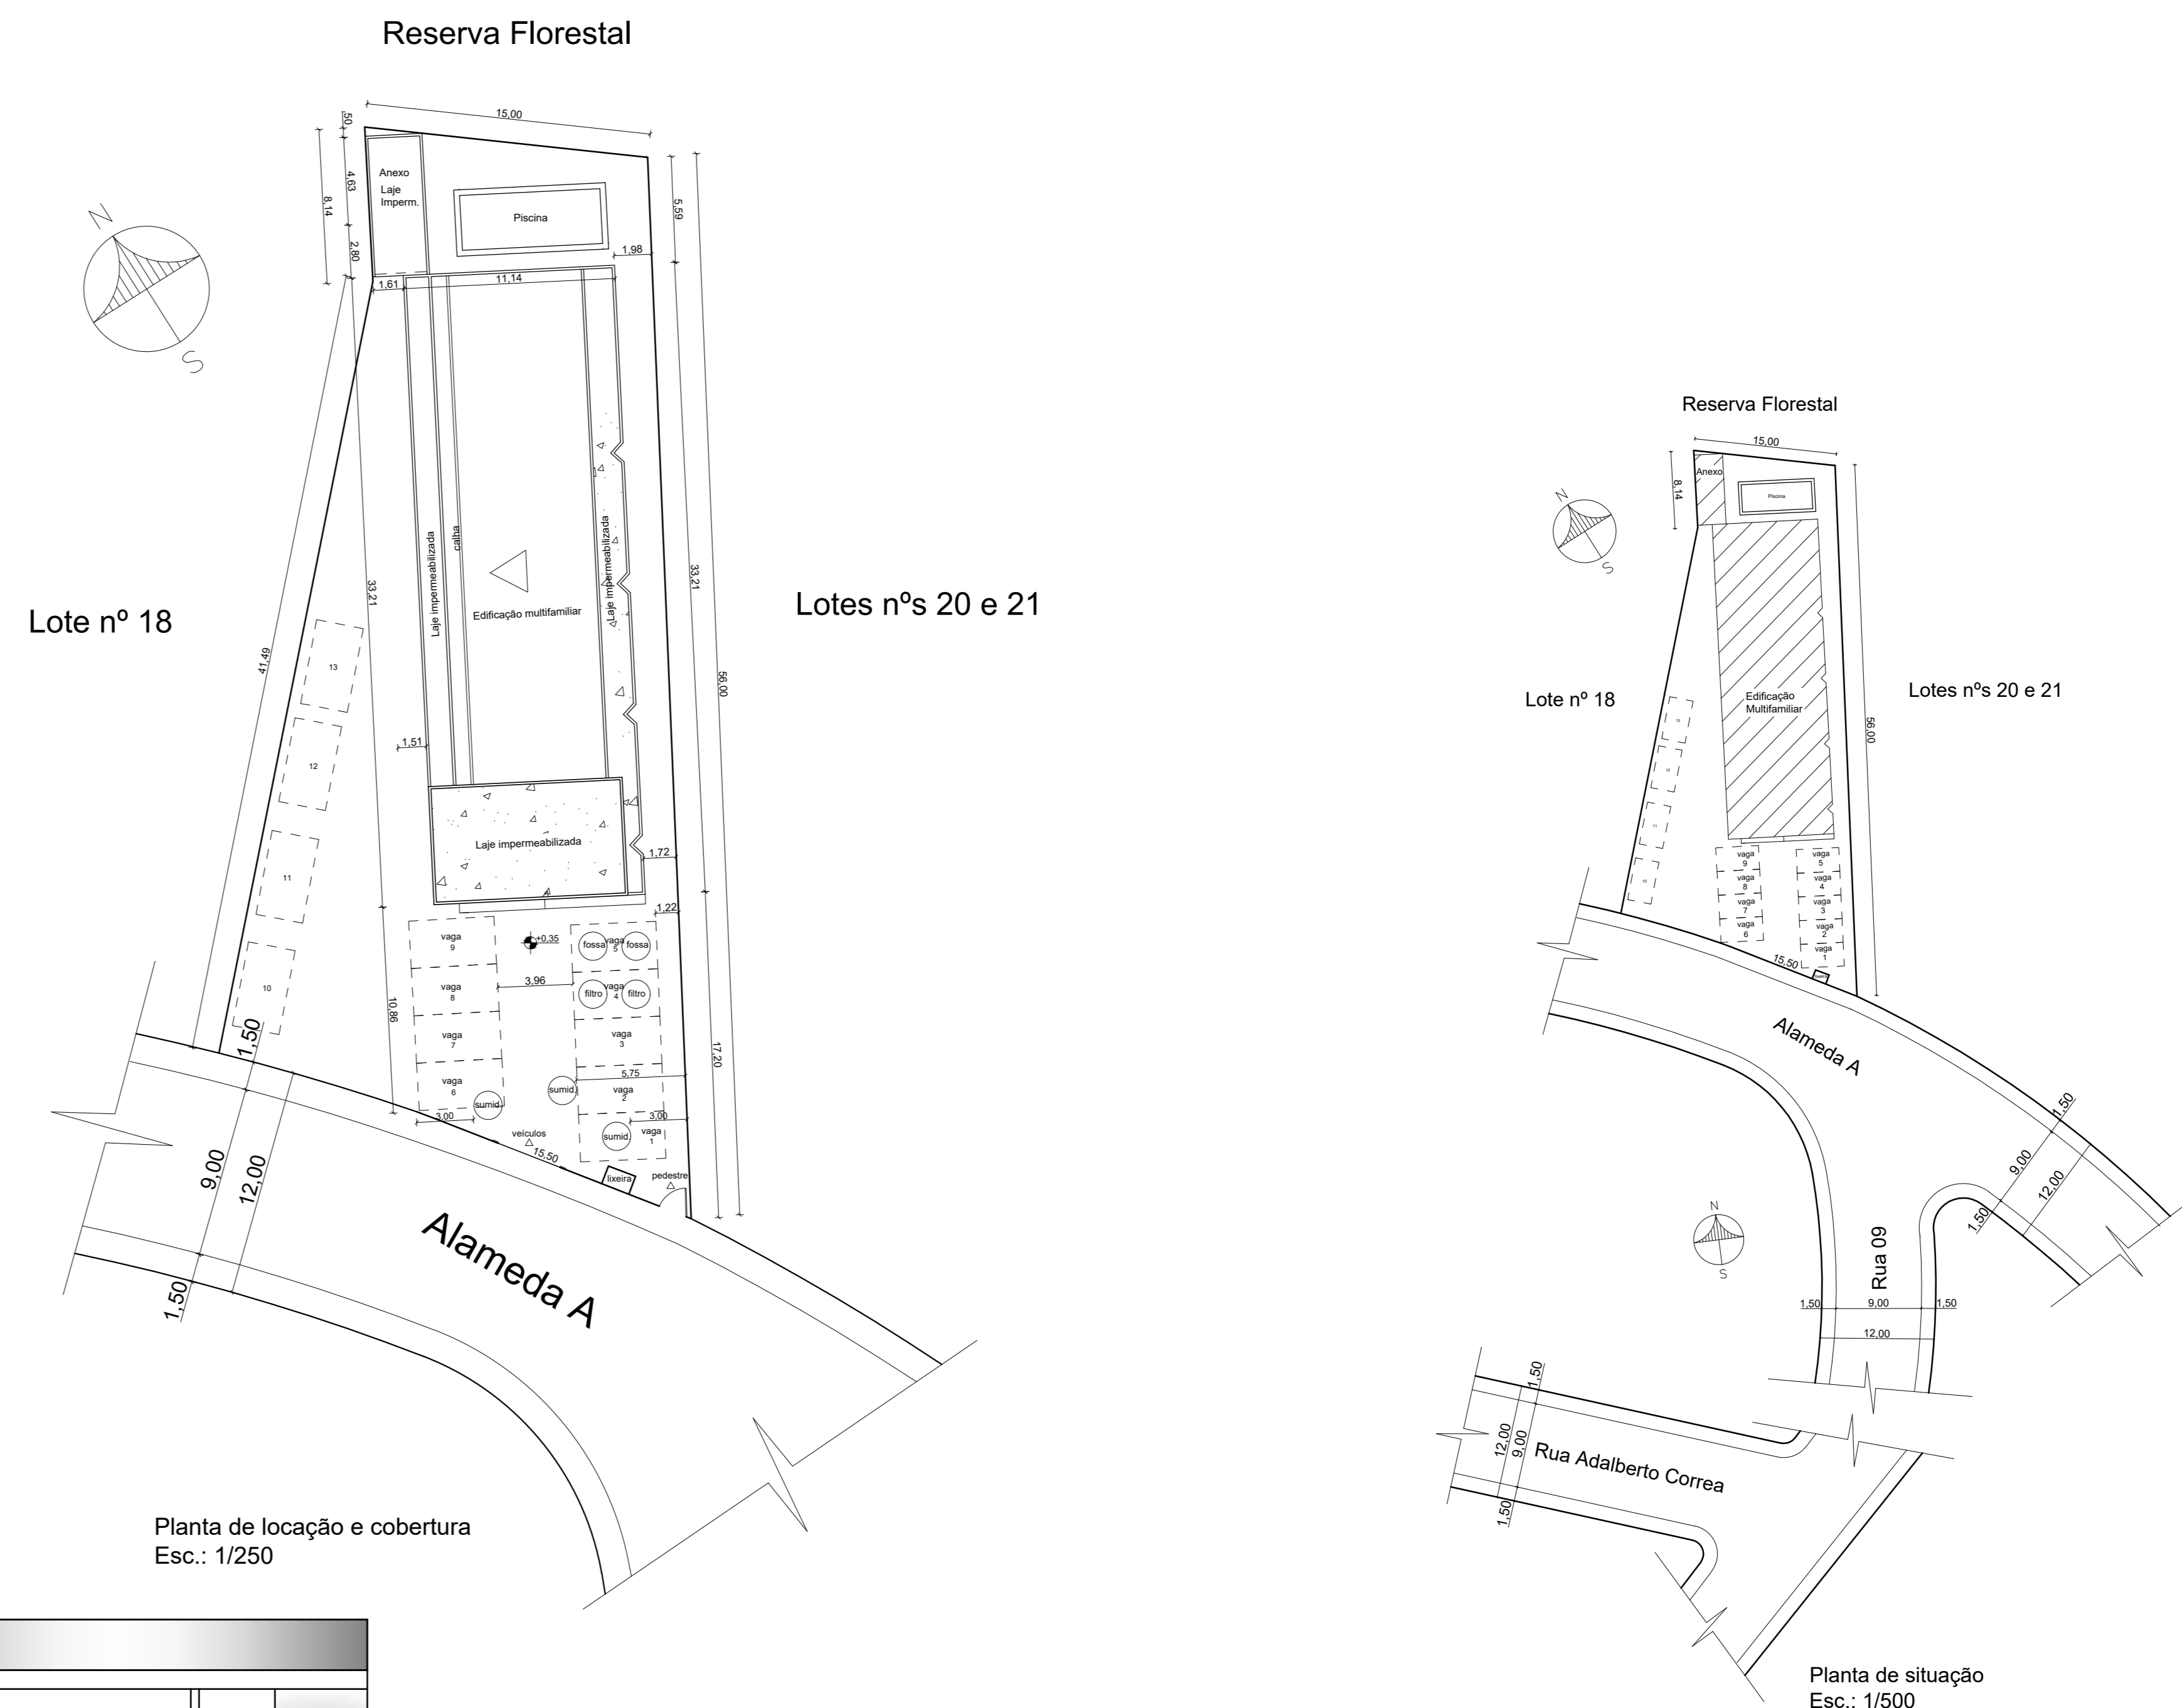 Reserva Florestal
15,00
,50
4,63
8,14
2,80
Anexo
Laje
Imperm.
Piscina
5,59
1,98
N
S
1,61
11,14
Lote nº 18
41,49
33,21
13
12
11
10
Laje impermeabilizada
calha
Edificação multifamiliar
Laje impermeabilizada
33,21
56,00
Lotes nºs 20 e 21
1,51
Laje impermeabilizada
1,72
1,22
vaga
9
+0,35
fossa
vaga
5
fossa
vaga
8
3,96
filtro
vaga
4
filtro
10,86
vaga
7
vaga
3
17,20
5,75
vaga
6
sumid.
sumid.
vaga
2
3,00
3,00
veículos
sumid.
vaga
1
15,50
lixeira
pedestre
1,50
9,00
12,00
1,50
Alameda A
Planta de locação e cobertura
Esc.: 1/250
Reserva Florestal
15,00
8,14
Anexo
Piscina
N
S
Lote nº 18
Edificação
Multifamiliar
Lotes nºs 20 e 21
56,00
vaga
9
vaga
5
vaga
8
vaga
4
vaga
7
vaga
3
vaga
6
vaga
2
vaga
1
15,50
Alameda A
1,50
9,00
12,00
1,50
N
S
Rua 09
1,50
9,00
1,50
12,00
1,50
12,00
9,00
1,50
Rua Adalberto Correa
Planta de situação
Esc.: 1/500